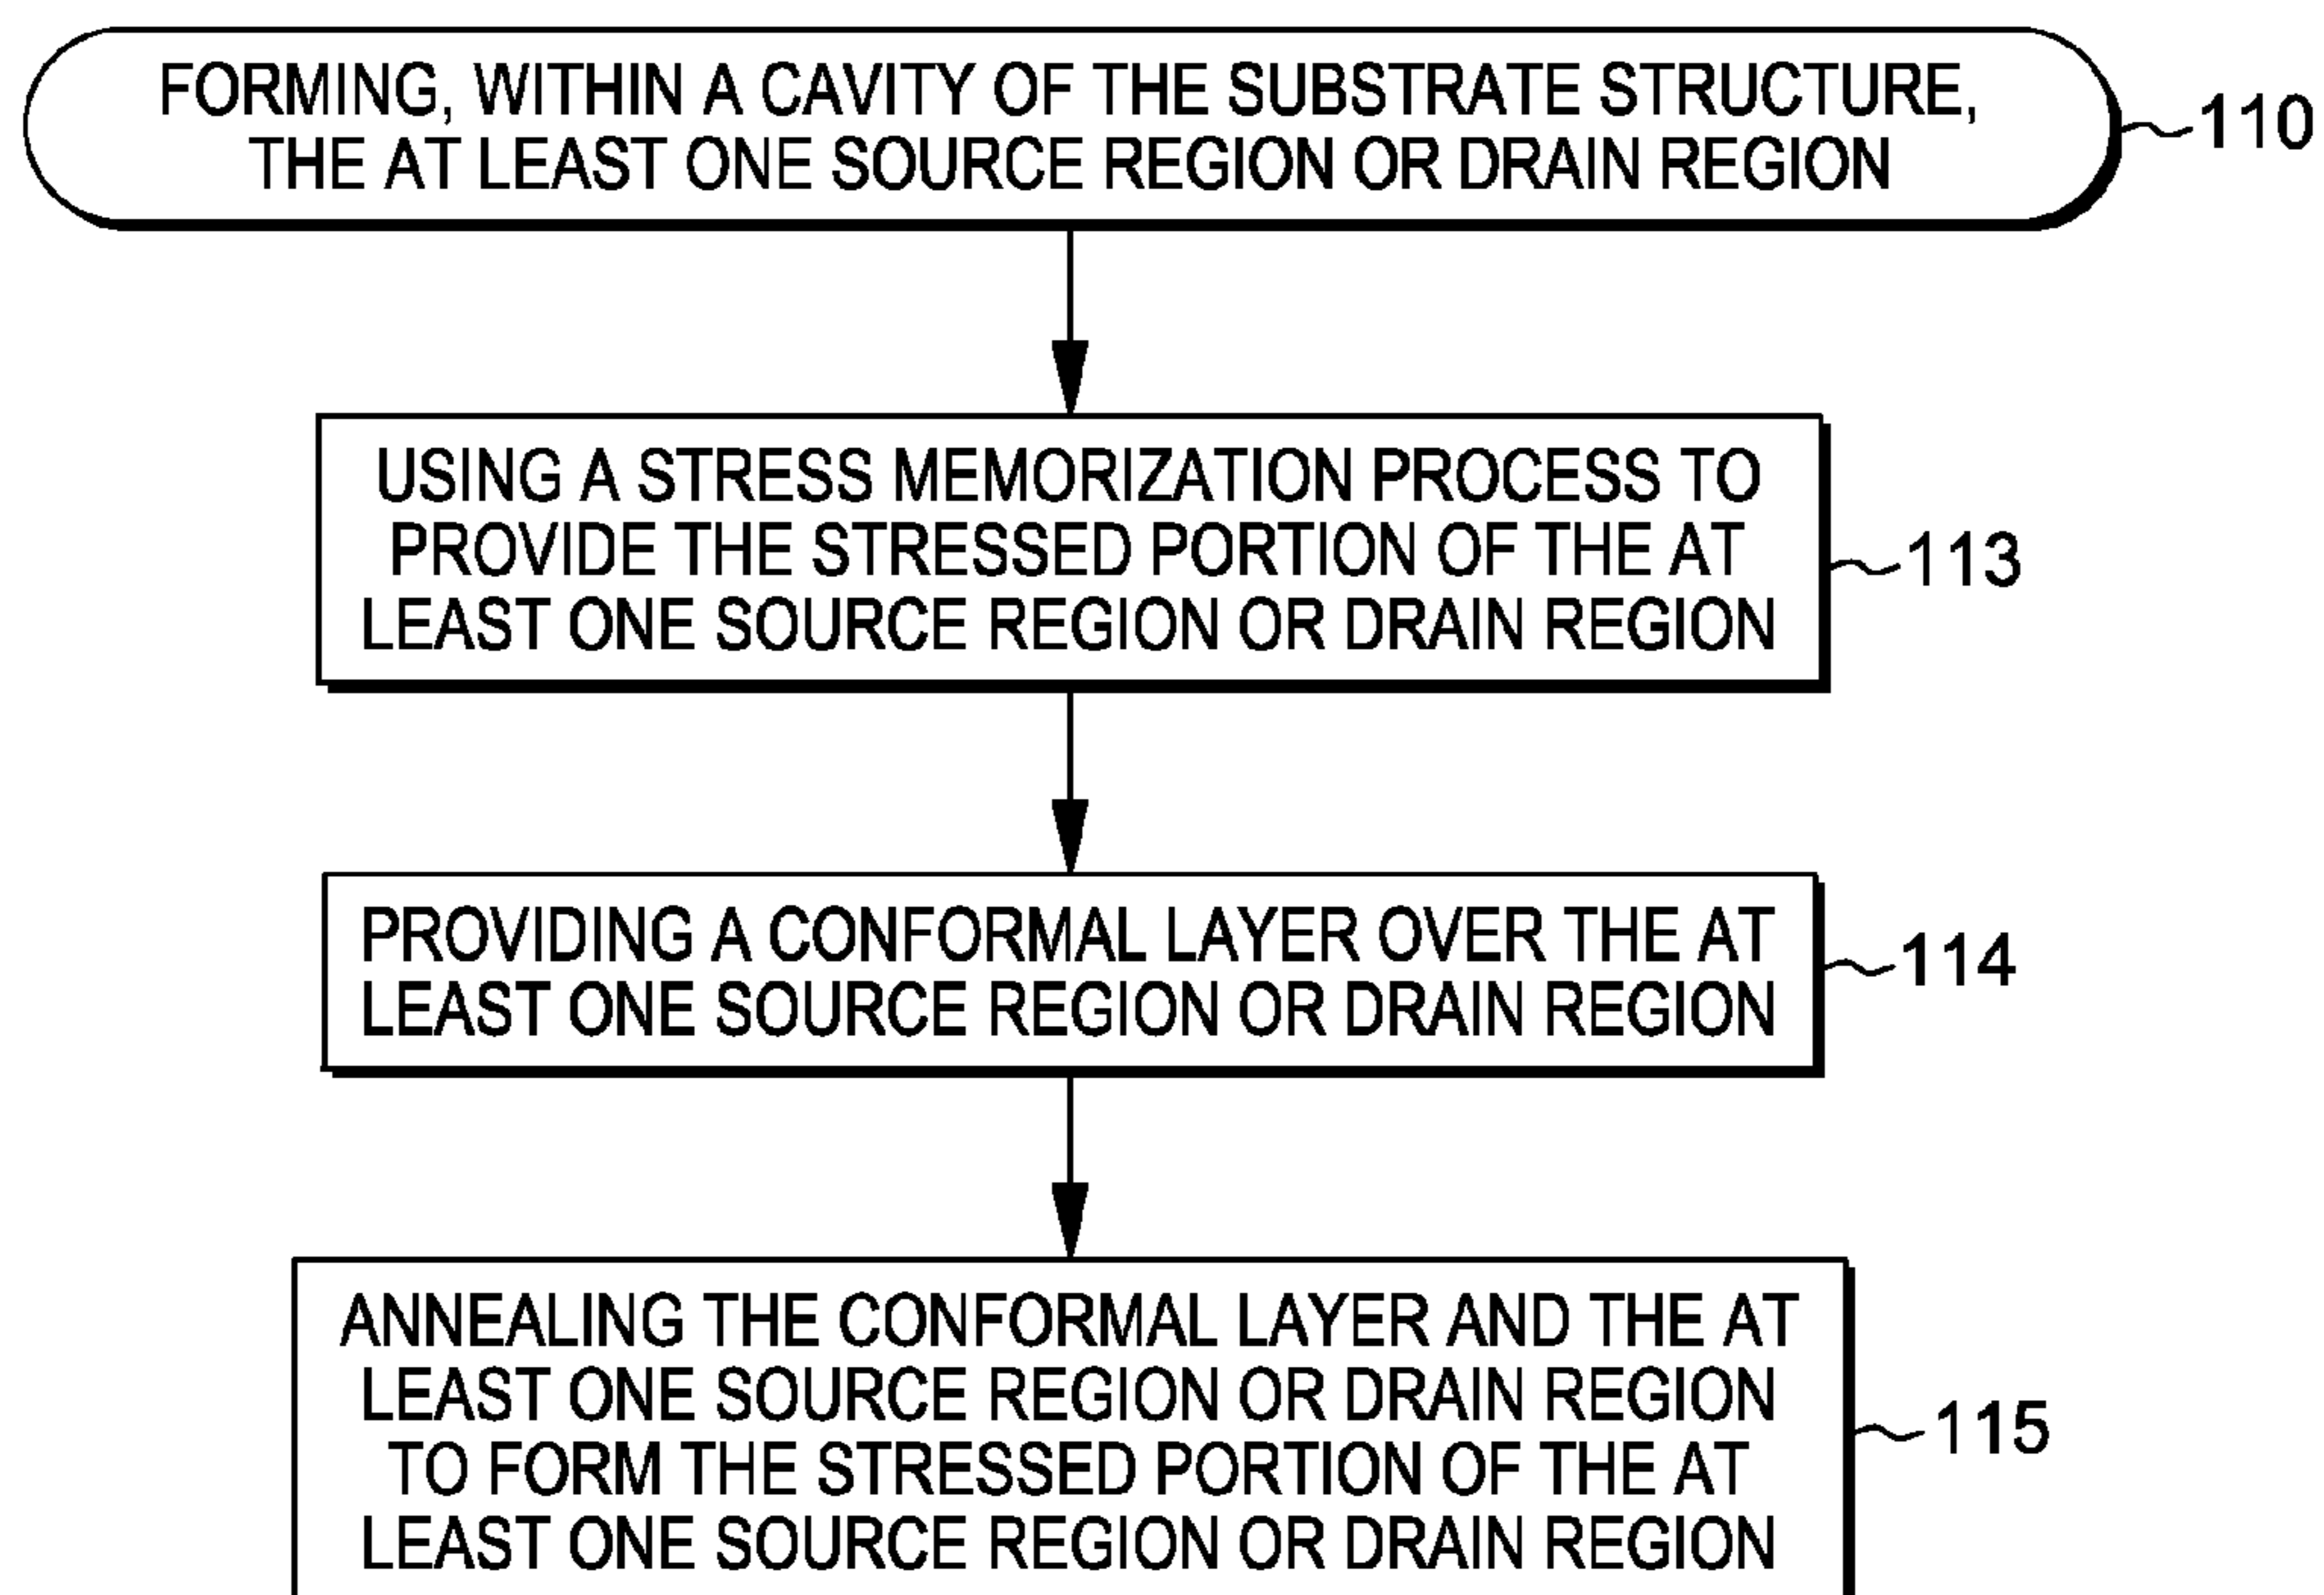 FORMING, WITHIN A CAVITY OF THE SUBSTRATE STRUCTURE,
THE AT LEAST ONE SOURCE REGION OR DRAIN REGION
110
USING A STRESS MEMORIZATION PROCESS TO
PROVIDE THE STRESSED PORTION OF THE AT
LEAST ONE SOURCE REGION OR DRAIN REGION
113
PROVIDING A CONFORMAL LAYER OVER THE AT
LEAST ONE SOURCE REGION OR DRAIN REGION
114
ANNEALING THE CONFORMAL LAYER AND THE AT
LEAST ONE SOURCE REGION OR DRAIN REGION
TO FORM THE STRESSED PORTION OF THE AT
LEAST ONE SOURCE REGION OR DRAIN REGION
115